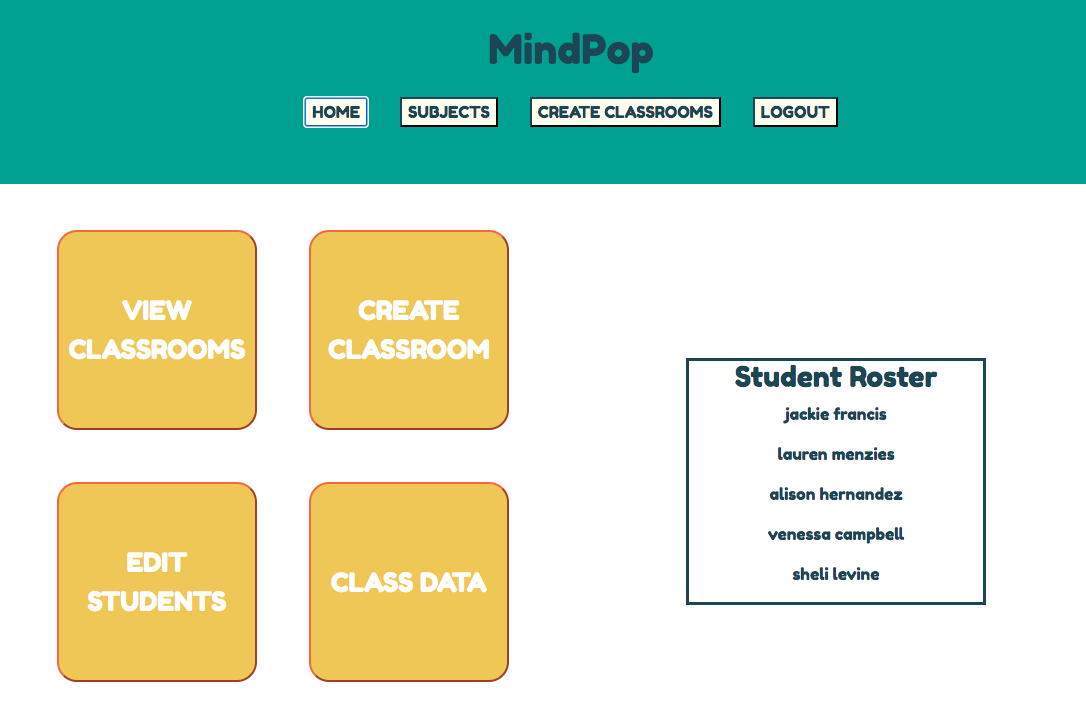 MindPop
HOME SUBJECTS CREATE CLASSROOMS LOGOUT
VIEW
CLASSROOMS
CREATE
CLASSROOM
EDIT
STUDENTS
CLASS DATA
Student Roster
jackie francis
lauren menzies
alison hernandez
venessa campbell
sheli levine